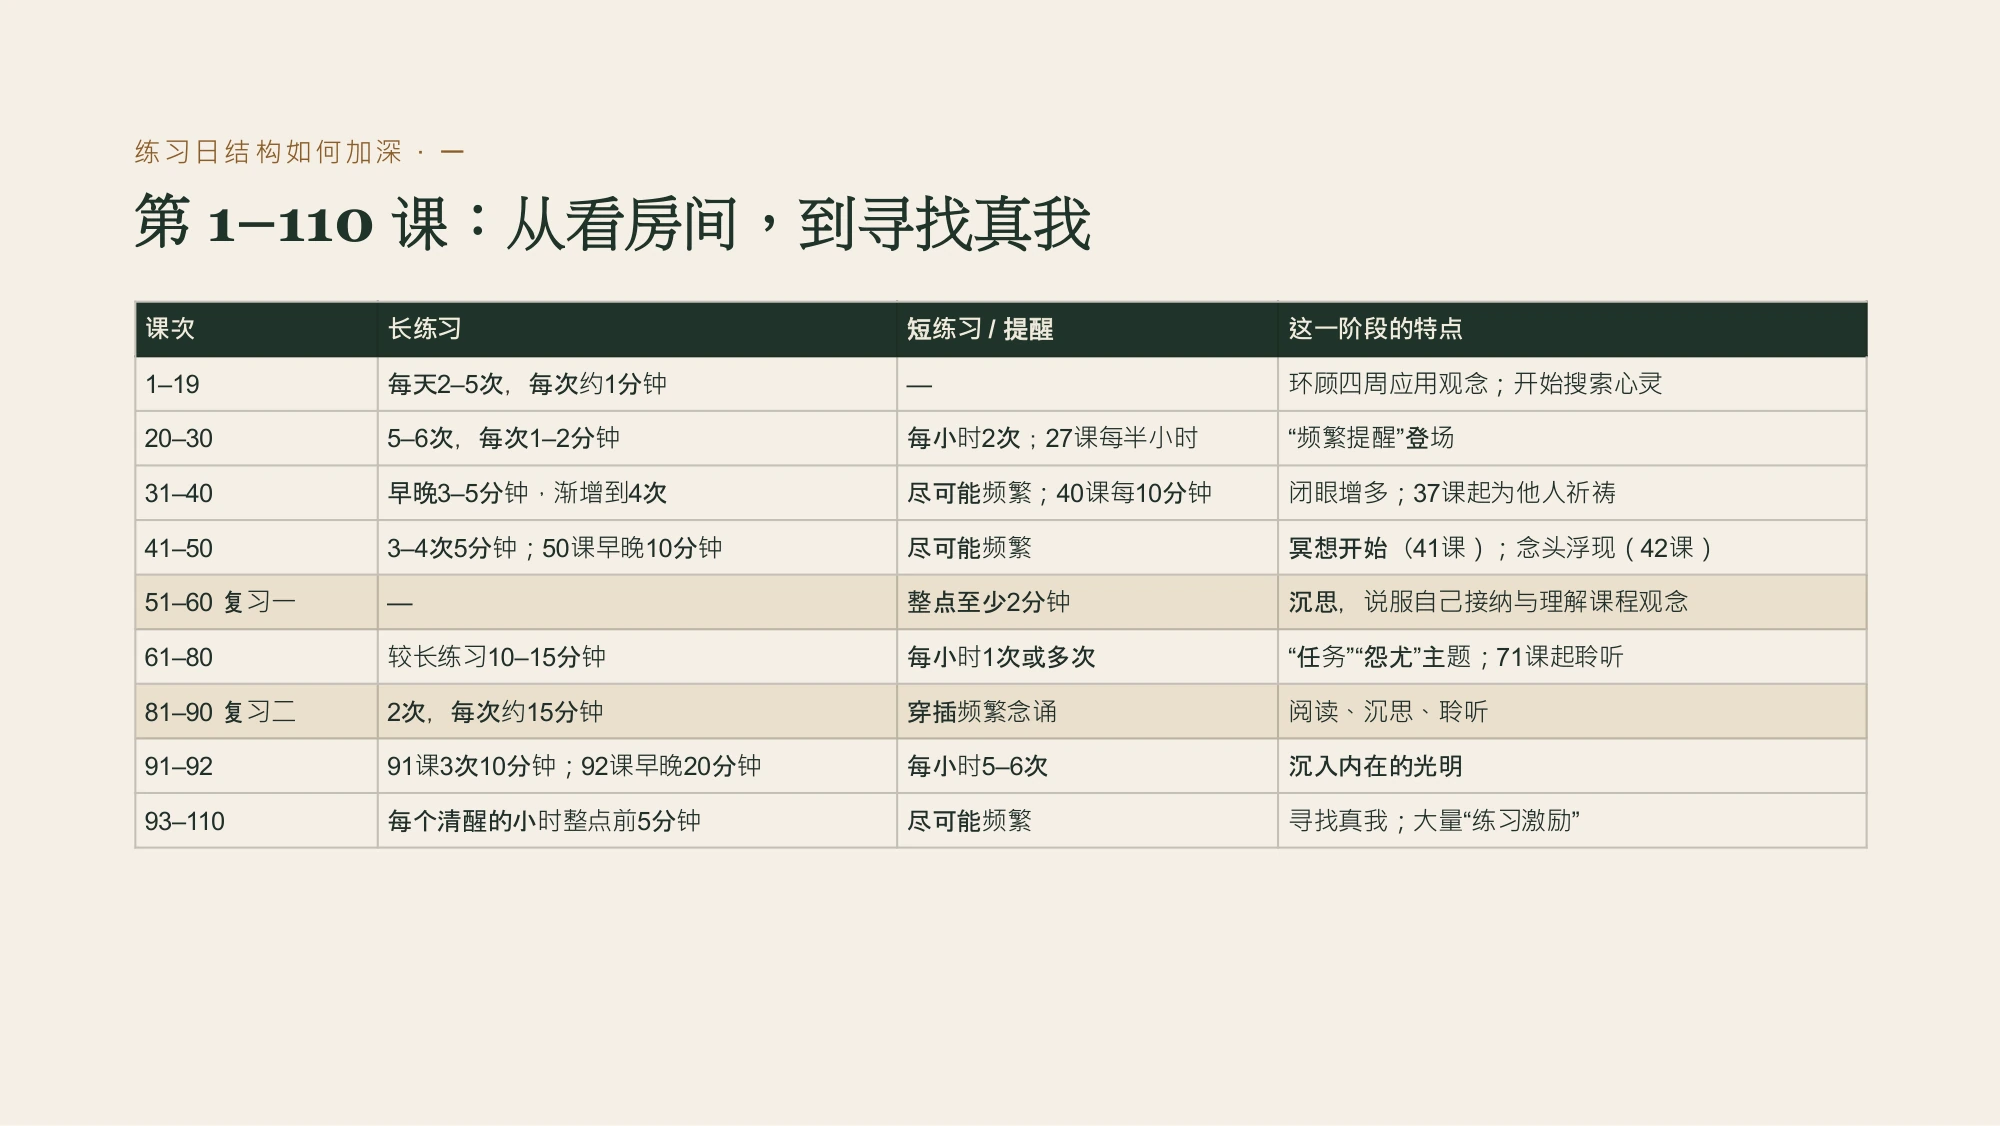 练习日结构如何加深 · 一
第 1–110 课：从看房间，到寻找真我
课次 长练习 短练习 / 提醒 这一阶段的特点
1–19 每天2–5次，每次约1分钟 — 环顾四周应用观念；开始搜索心灵
20–30 5–6次，每次1–2分钟 每小时2次；27课每半小时 “频繁提醒”登场
31–40 早晚3–5分钟 · 渐增到4次 尽可能频繁；40课每10分钟 闭眼增多；37课起为他人祈祷
41–50 3–4次5分钟；50课早晚10分钟 尽可能频繁 冥想开始（41课）；念头浮现（42课）
51–60 复习一 — 整点至少2分钟 沉思，说服自己接纳与理解课程观念
61–80 较长练习10–15分钟 每小时1次或多次 “任务”“怨尤”主题；71课起聆听
81–90 复习二 2次，每次约15分钟 穿插频繁念诵 阅读、沉思、聆听
91–92 91课3次10分钟；92课早晚20分钟 每小时5–6次 沉入内在的光明
93–110 每个清醒的小时整点前5分钟 尽可能频繁 寻找真我；大量“练习激励”